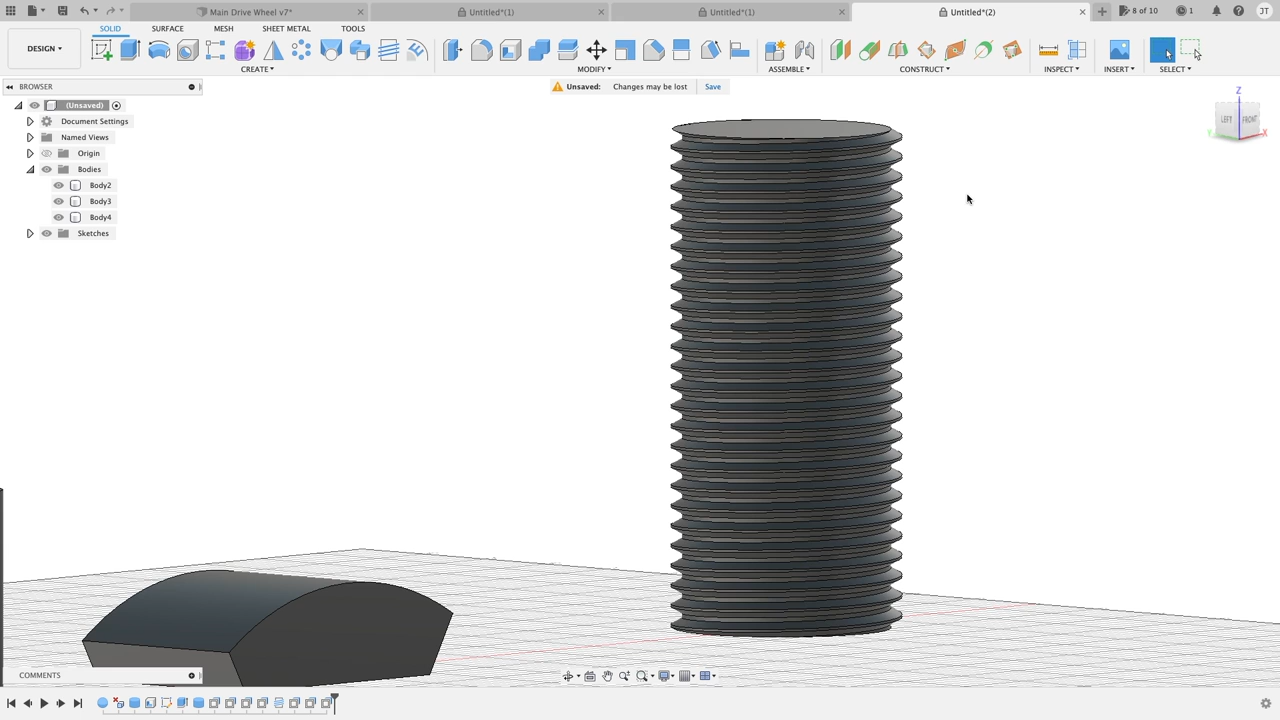 Main Drive Wheel v7*
Untitled*(1)
Untitled*(1)
Untitled*(2)
8 of 10
1
JT
SOLID
SURFACE
MESH
SHEET METAL
TOOLS
DESIGN
CREATE
MODIFY
ASSEMBLE
CONSTRUCT
INSPECT
INSERT
SELECT
BROWSER
Unsaved: Changes may be lost Save
(Unsaved)
Document Settings
Named Views
Origin
Bodies
Body2
Body3
Body4
Sketches
Z
LEFT
FRONT
Y
X
COMMENTS